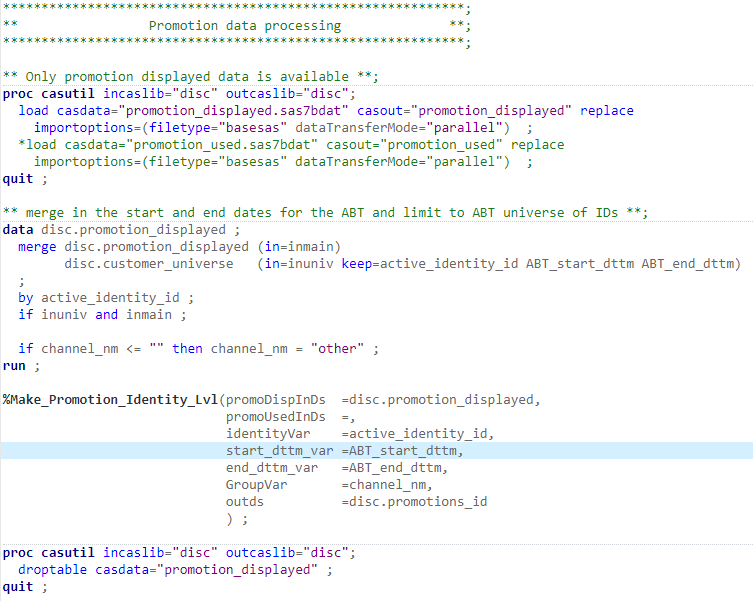 ************************************************************;
**                 Promotion data processing              **;
************************************************************;
** Only promotion displayed data is available **;
proc casutil incaslib="disc" outcaslib="disc";
  load casdata="promotion_displayed.sas7bdat" casout="promotion_displayed" replace
    importoptions=(filetype="basesas" dataTransferMode="parallel")  ;
  *load casdata="promotion_used.sas7bdat" casout="promotion_used" replace
    importoptions=(filetype="basesas" dataTransferMode="parallel")  ;
quit ;
** merge in the start and end dates for the ABT and limit to ABT universe of IDs **;
data disc.promotion_displayed ;
  merge disc.promotion_displayed (in=inmain)
        disc.customer_universe   (in=inuniv keep=active_identity_id ABT_start_dttm ABT_end_dttm)
  ;
  by active_identity_id ;
  if inuniv and inmain ;
  if channel_nm <= "" then channel_nm = "other" ;
run ;
%Make_Promotion_Identity_Lvl(promoDispInDs  =disc.promotion_displayed,
                             promoUsedInDs  =,
                             identityVar    =active_identity_id,
                             start_dttm_var =ABT_start_dttm,
                             end_dttm_var   =ABT_end_dttm,
                             GroupVar       =channel_nm,
                             outds          =disc.promotions_id
                             ) ;
proc casutil incaslib="disc" outcaslib="disc";
  droptable casdata="promotion_displayed" ;
quit ;